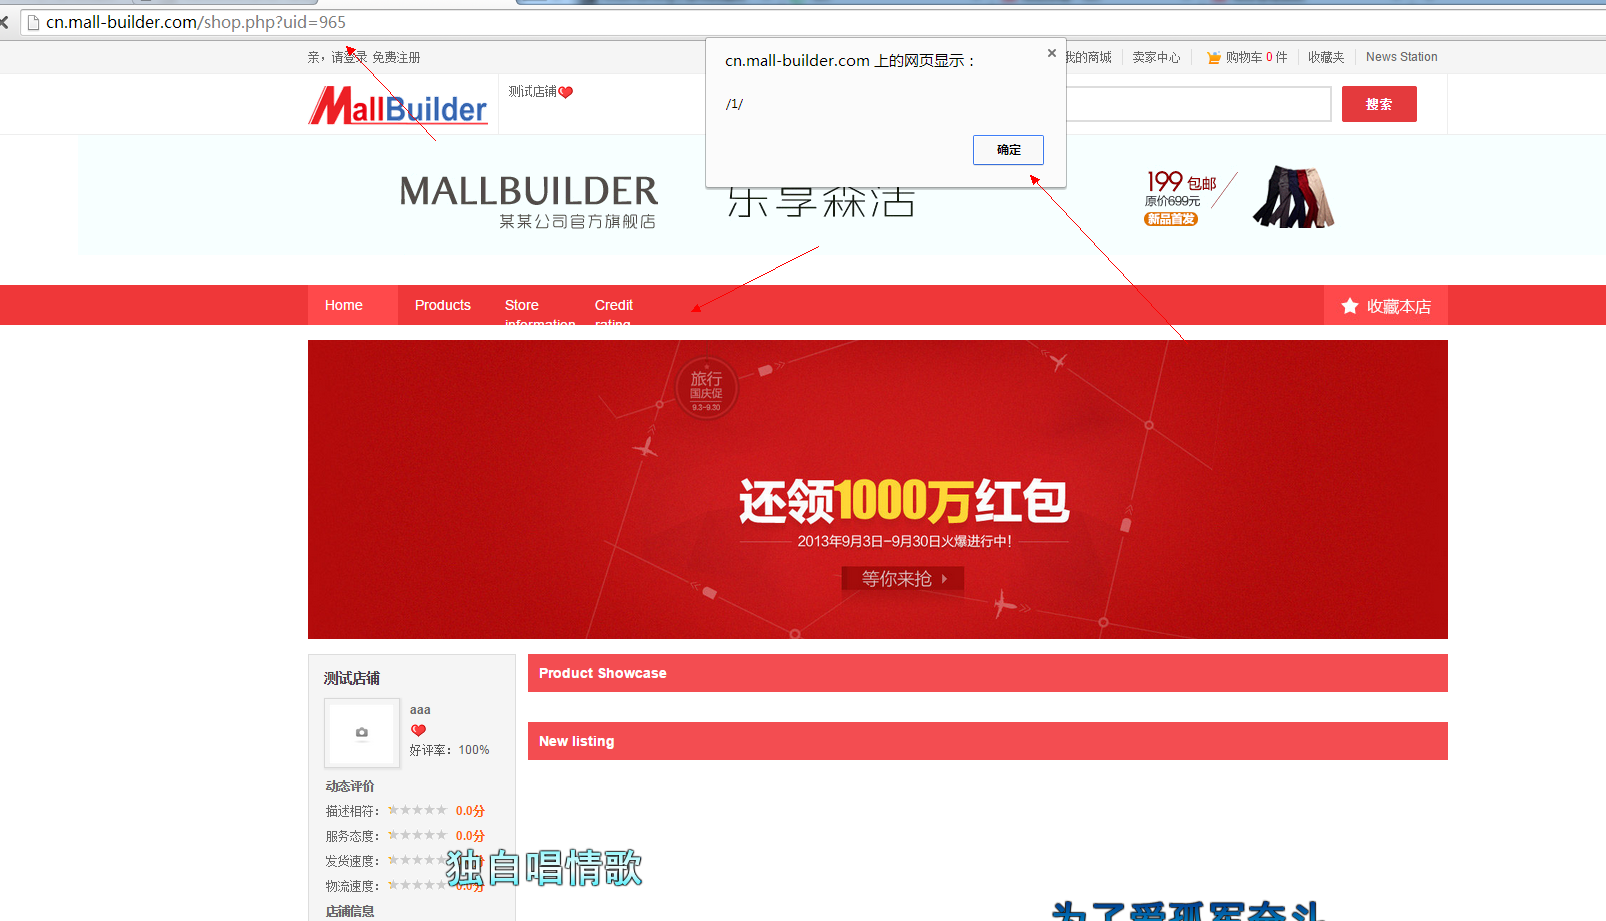 cn.mall-builder.com/shop.php?uid=965
亲，请登录 免费注册
我的商城 卖家中心 购物车 0 件 收藏夹 News Station
cn.mall-builder.com 上的网页显示：
/1/
确定
MallBuilder
测试店铺
搜索
MALLBUILDER
某某公司官方旗舰店
乐享森活
199 包邮
原价699元
新品首发
Home Products Store information Credit rating
收藏本店
旅行
国庆促
9.3-9.30
还领1000万红包
2013年9月3日-9月30日火爆进行中!
等你来抢
测试店铺
aaa
好评率：100%
动态评价
描述相符： 0.0分
服务态度： 0.0分
发货速度：
物流速度： 0.0分
店铺信息
Product Showcase
New listing
独自唱情歌
为了爱孤军奋斗